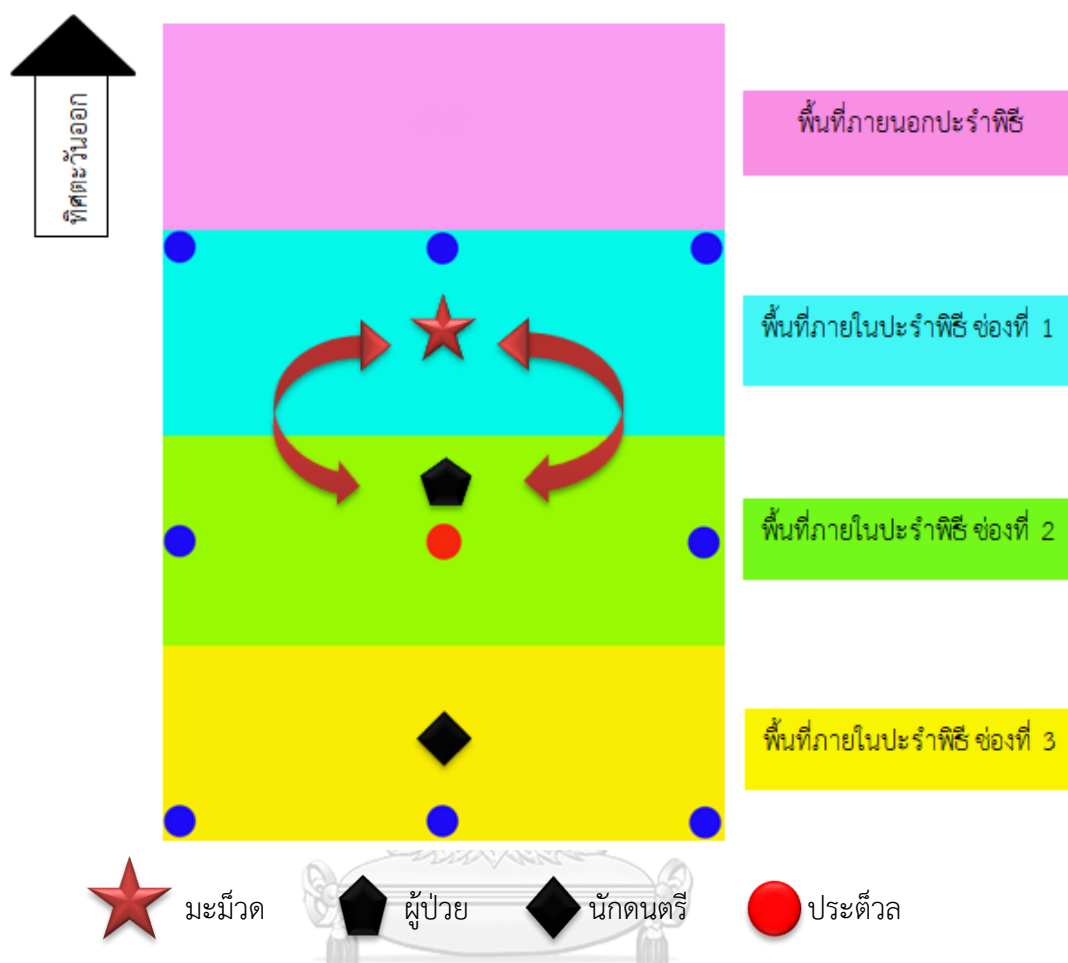 ทิศตะวันออก
พื้นที่ภายนอกปะรำพิธี
พื้นที่ภายในปะรำพิธี ช่องที่ 1
พื้นที่ภายในปะรำพิธี ช่องที่ 2
พื้นที่ภายในปะรำพิธี ช่องที่ 3
มะม็วด ผู้ป่วย นักดนตรี ประต็วล